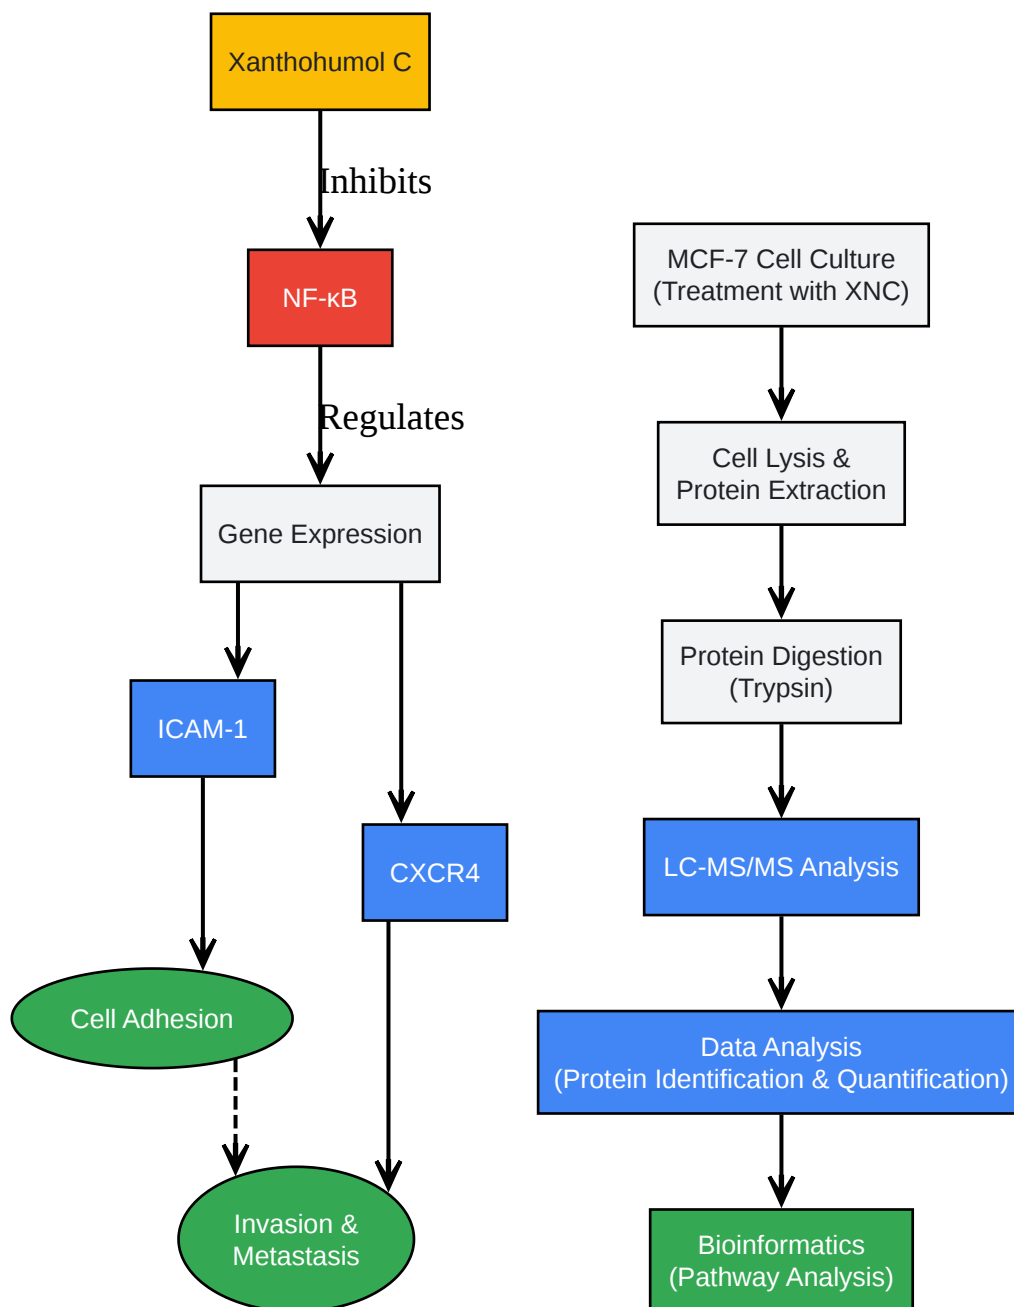 Xanthohumol C
Inhibits
NF-κB
Regulates
Gene Expression
ICAM-1
CXCR4
Cell Adhesion
Invasion &
Metastasis
MCF-7 Cell Culture
(Treatment with XNC)
Cell Lysis &
Protein Extraction
Protein Digestion
(Trypsin)
LC-MS/MS Analysis
Data Analysis
(Protein Identification & Quantification)
Bioinformatics
(Pathway Analysis)